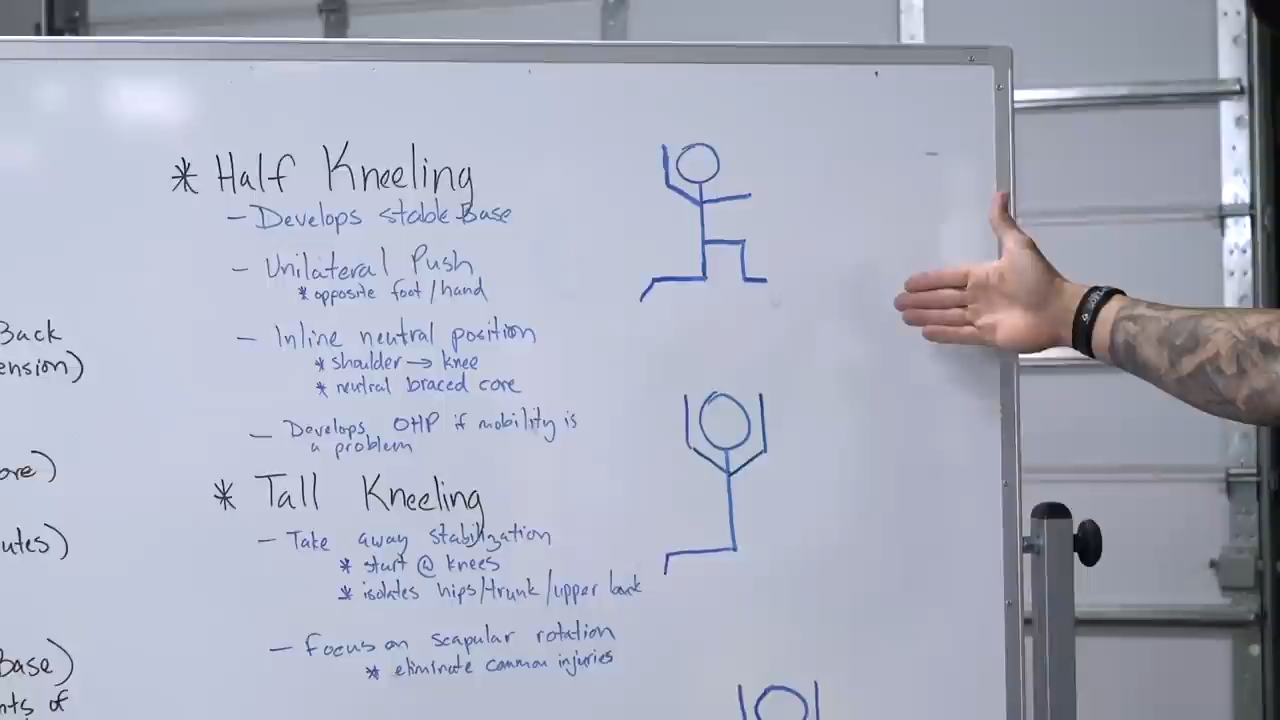 * Half Kneeling
- Develops stable Base
- Unilateral Push
* opposite foot/hand
- Inline neutral position
* shoulder → knee
* neutral braced core
- Develops OHP if mobility is
a problem
* Tall Kneeling
- Take away stabilization
* start @ knees
* isolates hips/trunk/upper back
- Focus on scapular rotation
* eliminate common injuries
Back
ension)
ore)
utes)
Base)
nts of